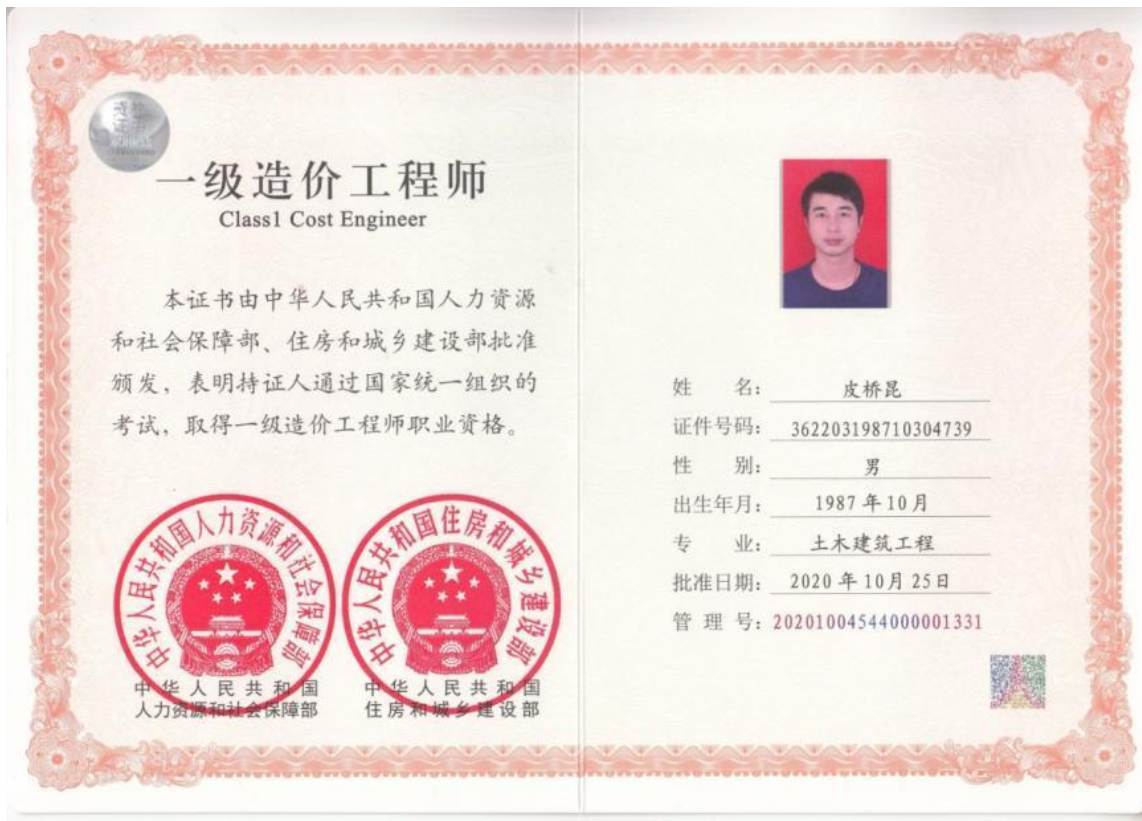 一级造价工程师
Class1 Cost Engineer
本证书由中华人民共和国人力资源
和社会保障部、住房和城乡建设部批准
颁发,表明持证人通过国家统一组织的
考试,取得一级造价工程师职业资格。
中华人民共和国人力资源和社会保障部
中华人民共和国住房和城乡建设部
中华人民共和国
人力资源和社会保障部
中华人民共和国
住房和城乡建设部
姓 名: 皮桥昆
证件号码: 362203198710304739
性 别: 男
出生年月: 1987年10月
专 业: 土木建筑工程
批准日期: 2020年10月25日
管 理 号: 20201004544000001331